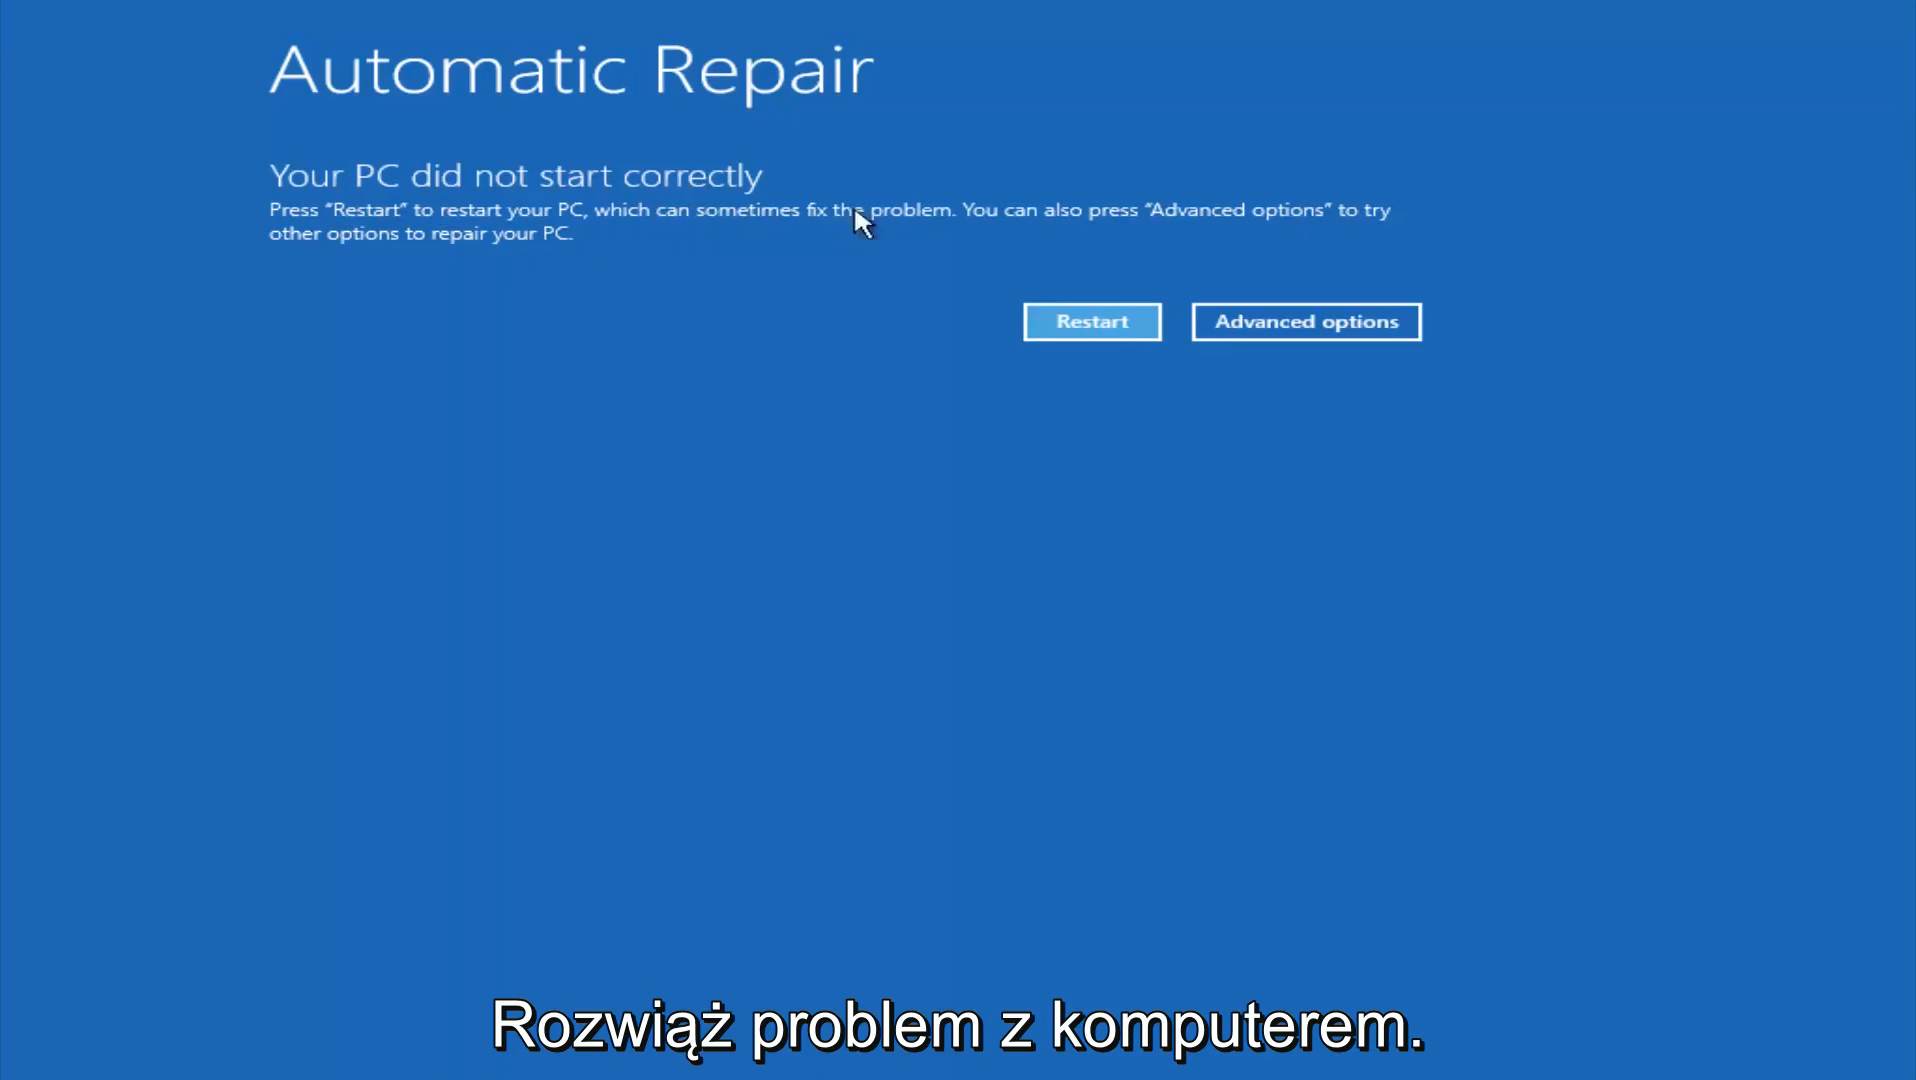 Automatic Repair
Your PC did not start correctly
Press “Restart” to restart your PC, which can sometimes fix the problem. You can also press “Advanced options” to try
other options to repair your PC.
Restart
Advanced options
Rozwiąż problem z komputerem.